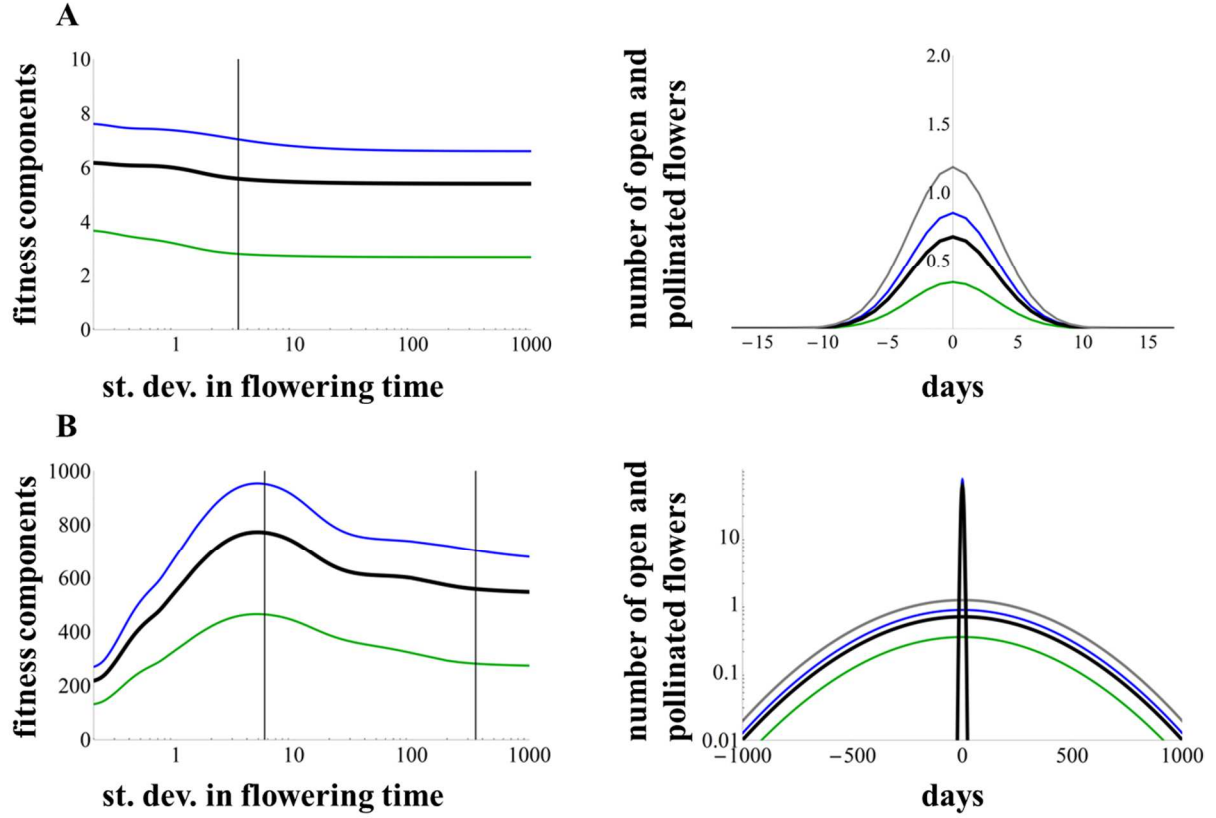 A
fitness components
10
8
6
4
2
0
1 10 100 1000
st. dev. in flowering time
number of open and
pollinated flowers
2.0
1.5
1.0
0.5
−15 −10 −5 0 5 10 15
days
B
fitness components
1000
800
600
400
200
0
1 10 100 1000
st. dev. in flowering time
number of open and
pollinated flowers
10
1
0.1
0.01
−1000 −500 0 500 1000
days